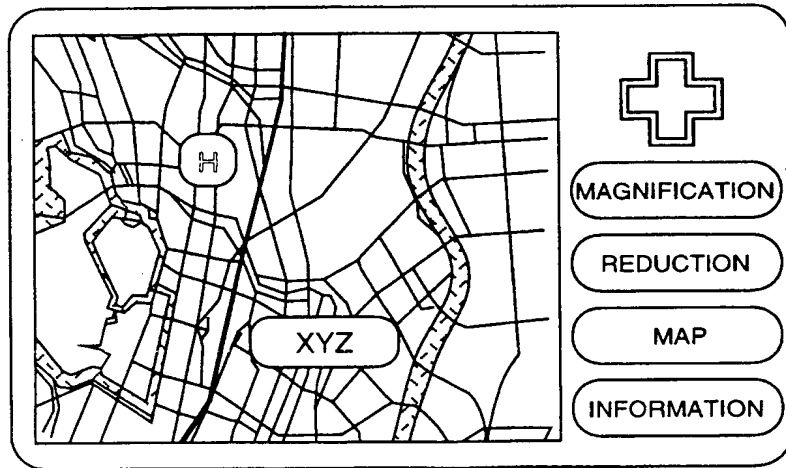 H
XYZ
MAGNIFICATION
REDUCTION
MAP
INFORMATION